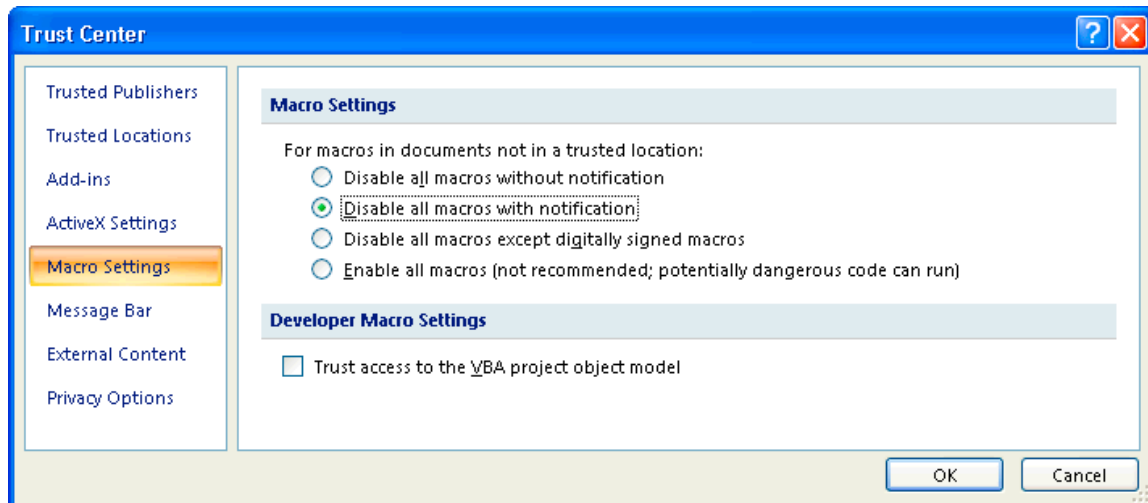 Trust Center
Trusted Publishers
Trusted Locations
Add-ins
ActiveX Settings
Macro Settings
Message Bar
External Content
Privacy Options
Macro Settings
For macros in documents not in a trusted location:
Disable all macros without notification
Disable all macros with notification
Disable all macros except digitally signed macros
Enable all macros (not recommended; potentially dangerous code can run)
Developer Macro Settings
Trust access to the VBA project object model
OK
Cancel